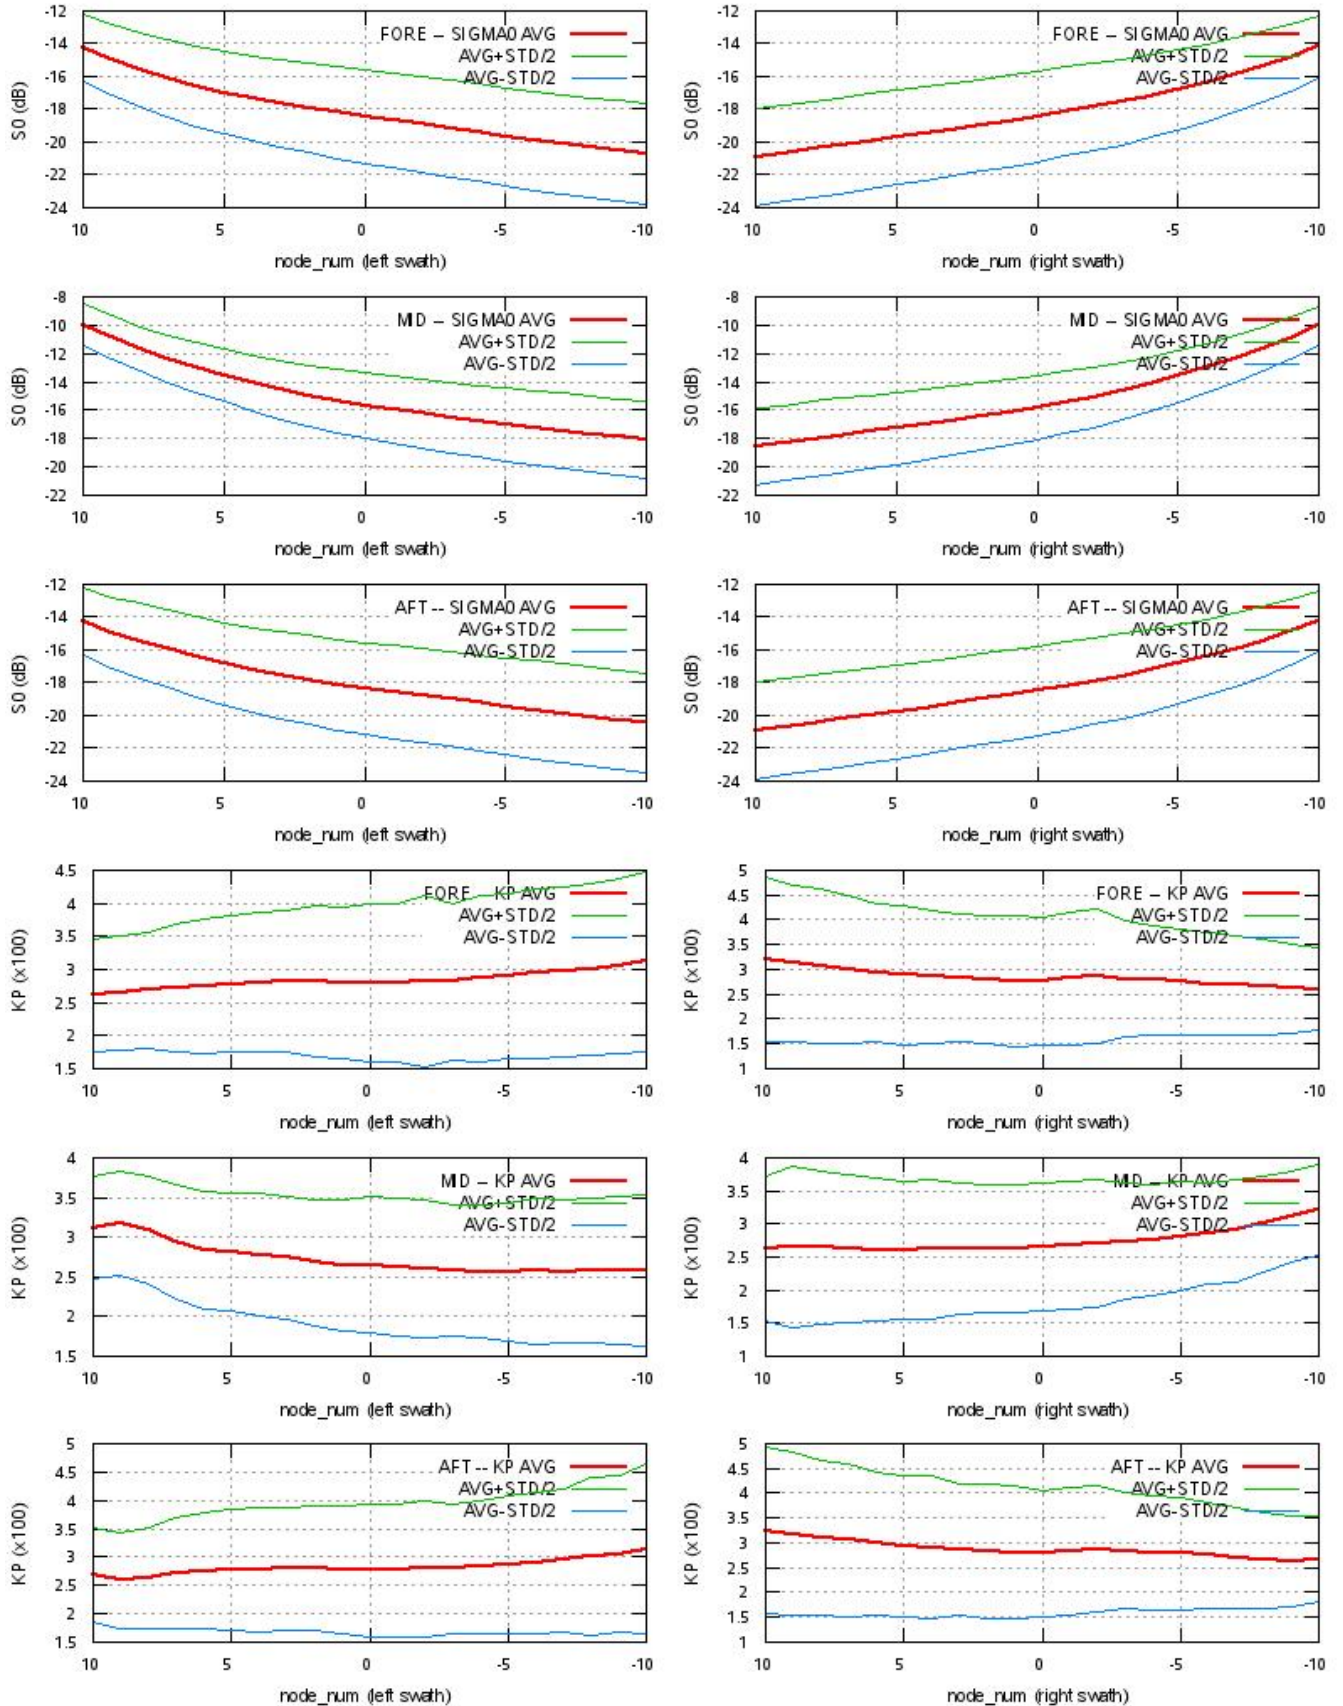 -12
-14
-16
-18
-20
-22
-24
S0 (dB)
FORE -- SIGMA0 AVG
AVG+STD/2
AVG-STD/2
10 5 0 -5 -10
node_num (left swath)
-12
-14
-16
-18
-20
-22
-24
S0 (dB)
FORE -- SIGMA0 AVG
AVG+STD/2
AVG-STD/2
10 5 0 -5 -10
node_num (right swath)
-8
-10
-12
-14
-16
-18
-20
-22
S0 (dB)
MID -- SIGMA0 AVG
AVG+STD/2
AVG-STD/2
10 5 0 -5 -10
node_num (left swath)
-8
-10
-12
-14
-16
-18
-20
-22
S0 (dB)
MID -- SIGMA0 AVG
AVG+STD/2
AVG-STD/2
10 5 0 -5 -10
node_num (right swath)
-12
-14
-16
-18
-20
-22
-24
S0 (dB)
AFT -- SIGMA0 AVG
AVG+STD/2
AVG-STD/2
10 5 0 -5 -10
node_num (left swath)
-12
-14
-16
-18
-20
-22
-24
S0 (dB)
AFT -- SIGMA0 AVG
AVG+STD/2
AVG-STD/2
10 5 0 -5 -10
node_num (right swath)
4.5
4
3.5
3
2.5
2
1.5
KP (x100)
FORE -- KP AVG
AVG+STD/2
AVG-STD/2
10 5 0 -5 -10
node_num (left swath)
5
4.5
4
3.5
3
2.5
2
1.5
1
KP (x100)
FORE -- KP AVG
AVG+STD/2
AVG-STD/2
10 5 0 -5 -10
node_num (right swath)
4
3.5
3
2.5
2
1.5
KP (x100)
MID -- KP AVG
AVG+STD/2
AVG-STD/2
10 5 0 -5 -10
node_num (left swath)
4
3.5
3
2.5
2
1.5
1
KP (x100)
MID -- KP AVG
AVG+STD/2
AVG-STD/2
10 5 0 -5 -10
node_num (right swath)
5
4.5
4
3.5
3
2.5
2
1.5
KP (x100)
AFT -- KP AVG
AVG+STD/2
AVG-STD/2
10 5 0 -5 -10
node_num (left swath)
5
4.5
4
3.5
3
2.5
2
1.5
1
KP (x100)
AFT -- KP AVG
AVG+STD/2
AVG-STD/2
10 5 0 -5 -10
node_num (right swath)